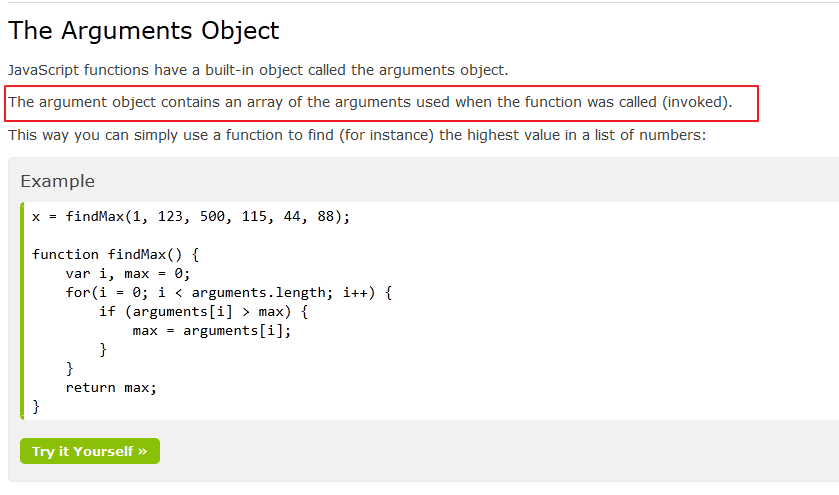 The Arguments Object
JavaScript functions have a built-in object called the arguments object.
The argument object contains an array of the arguments used when the function was called (invoked).
This way you can simply use a function to find (for instance) the highest value in a list of numbers:
Example
x = findMax(1, 123, 500, 115, 44, 88);
function findMax() {
    var i, max = 0;
    for(i = 0; i < arguments.length; i++) {
        if (arguments[i] > max) {
            max = arguments[i];
        }
    }
    return max;
}
Try it Yourself »